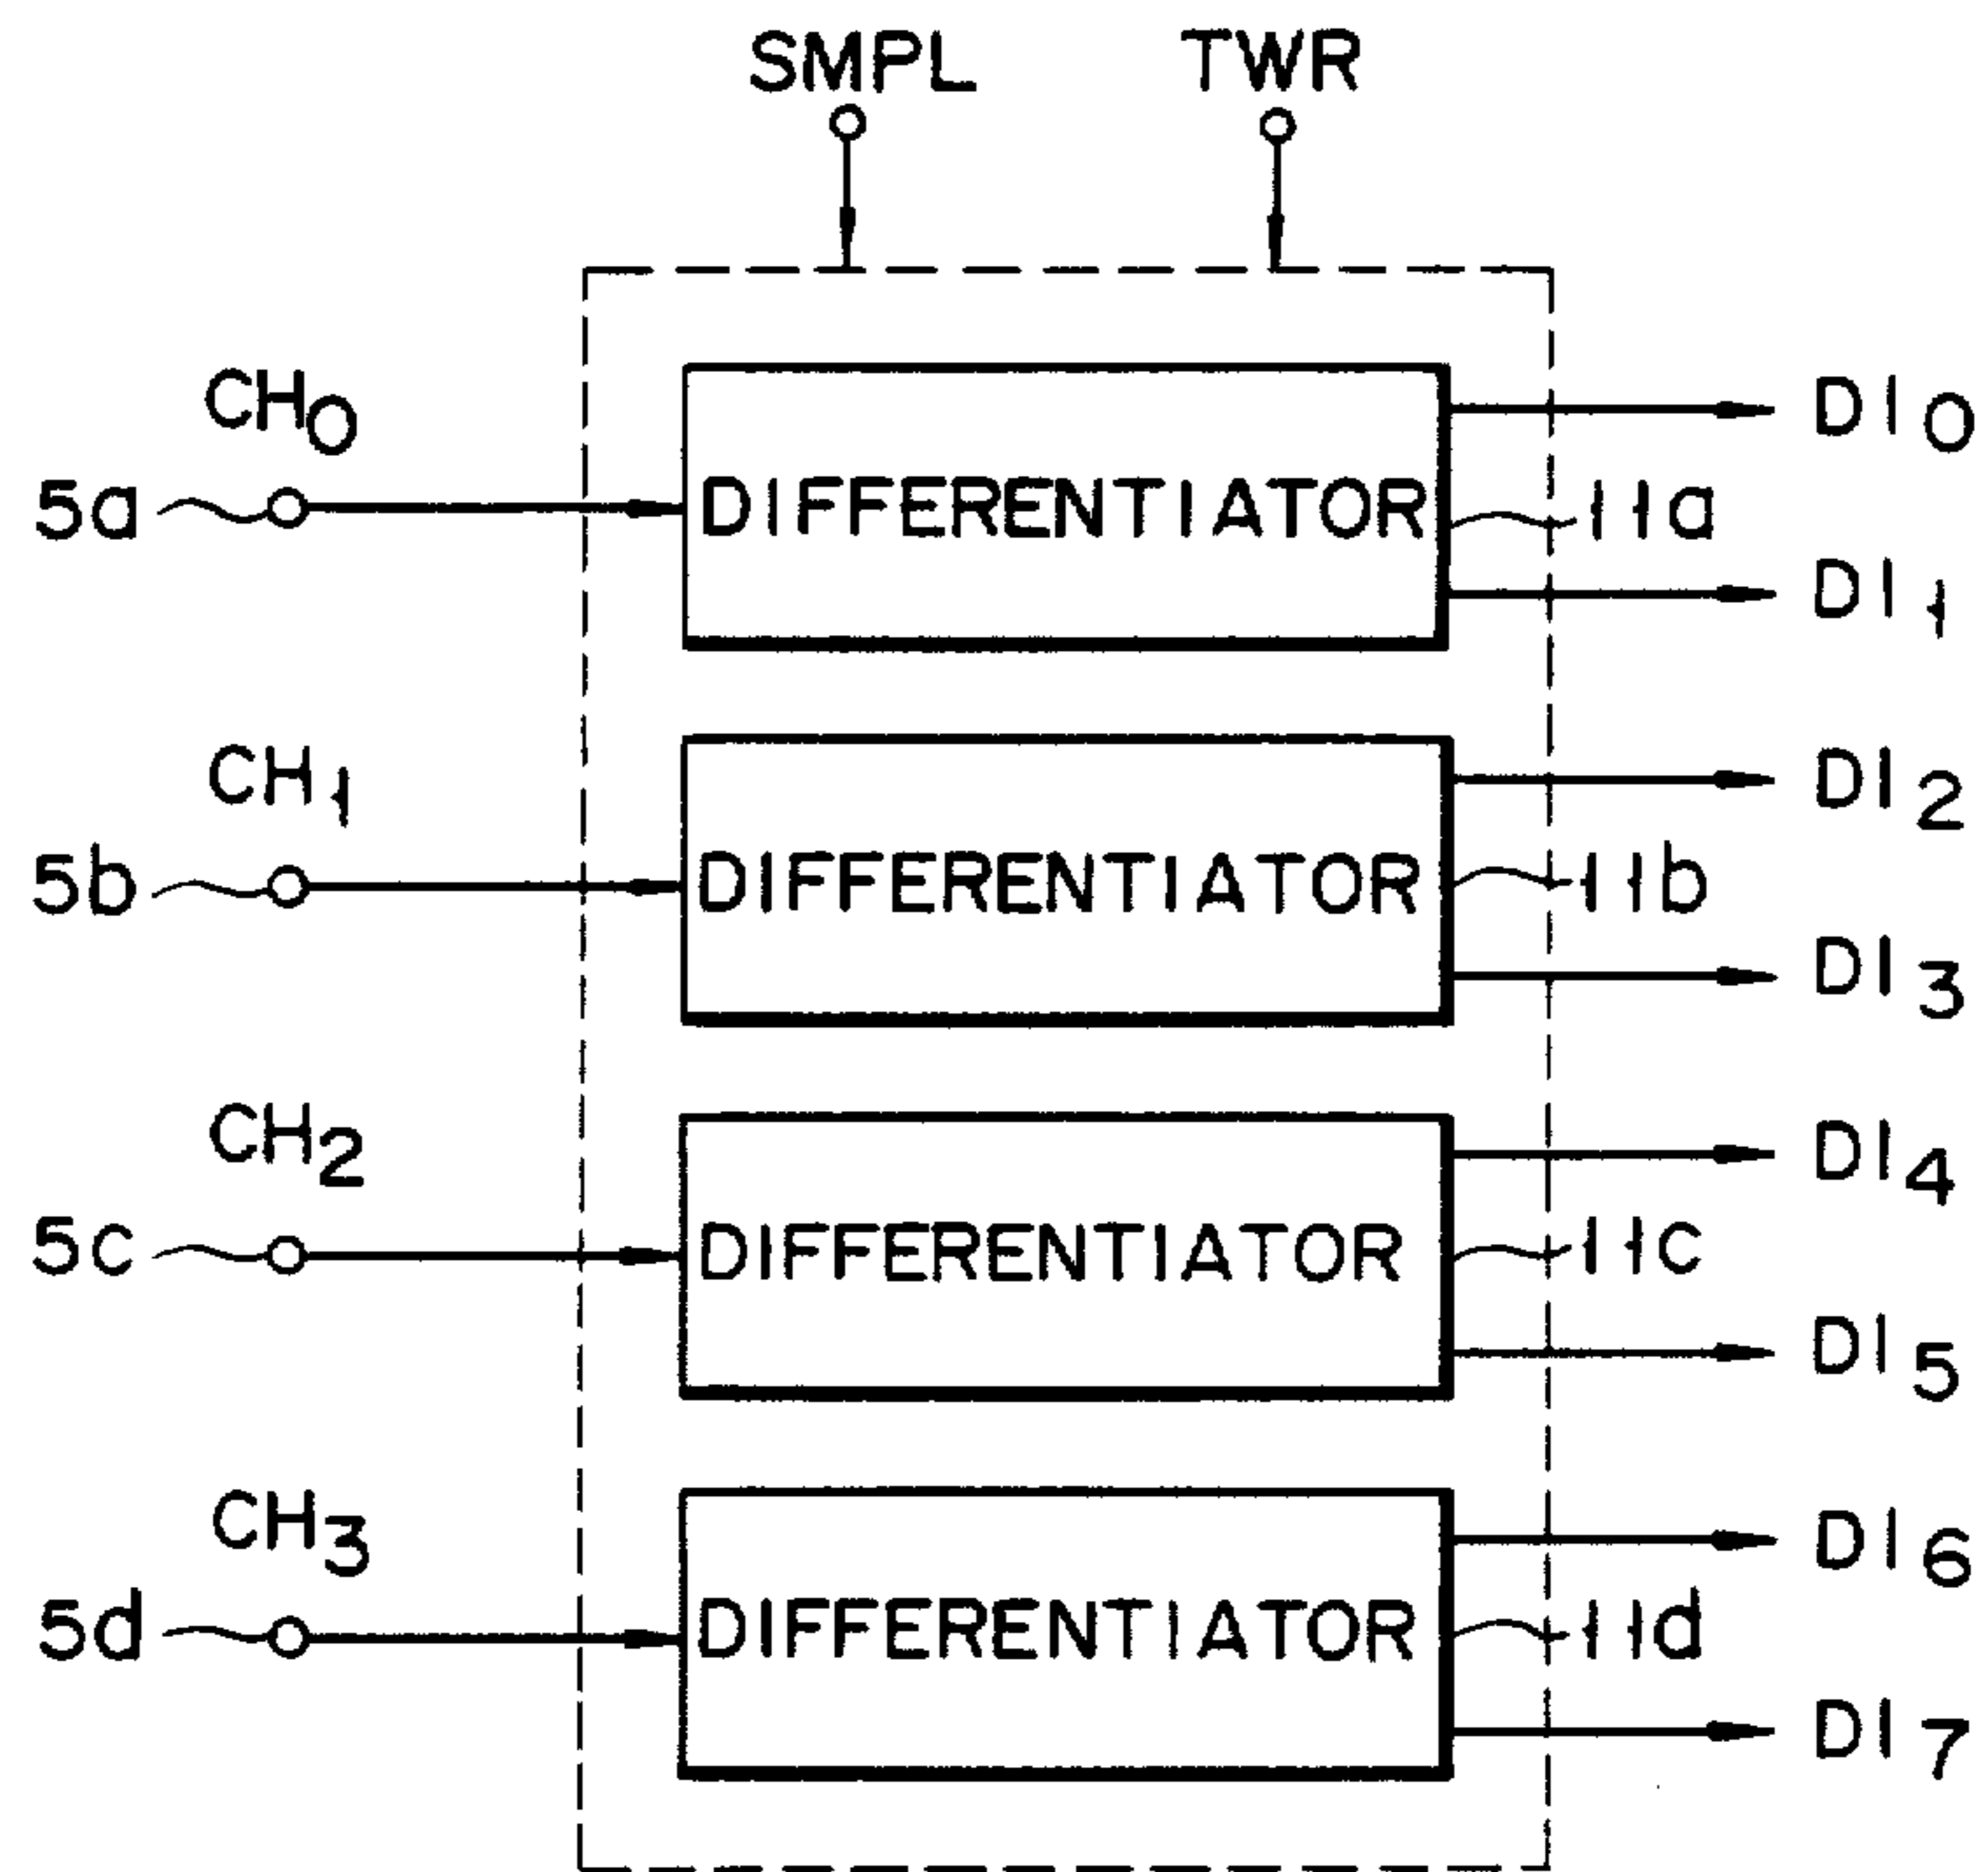 SMPL TWR
CH0 DI0
5a DIFFERENTIATOR 11a
DI1
CH1 DI2
5b DIFFERENTIATOR 11b
DI3
CH2 DI4
5c DIFFERENTIATOR 11c
DI5
CH3 DI6
5d DIFFERENTIATOR 11d
DI7